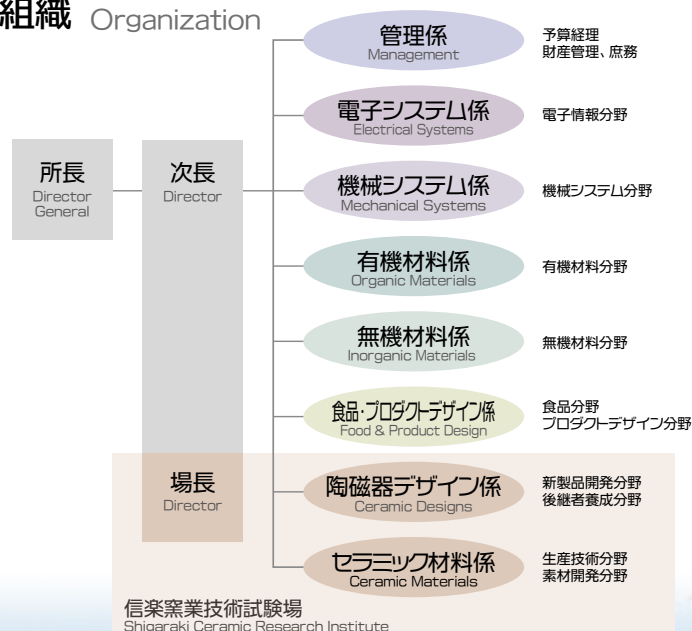 組織 Organization
所長
Director
General
次長
Director
管理係
Management
予算経理
財産管理、庶務
電子システム係
Electrical Systems
電子情報分野
機械システム係
Mechanical Systems
機械システム分野
有機材料係
Organic Materials
有機材料分野
無機材料係
Inorganic Materials
無機材料分野
食品・プロダクトデザイン係
Food & Product Design
食品分野
プロダクトデザイン分野
場長
Director
陶磁器デザイン係
Ceramic Designs
新製品開発分野
後継者養成分野
セラミック材料係
Ceramic Materials
生産技術分野
素材開発分野
信楽窯業技術試験場
Shigaraki Ceramic Research Institute